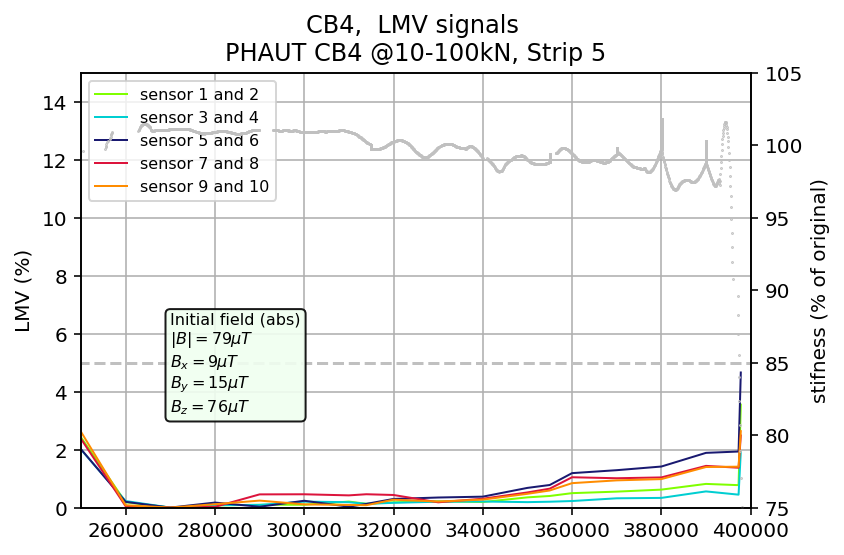 CB4, LMV signals
PHAUT CB4 @10-100kN, Strip 5
LMV (%)
14
12
10
8
6
4
2
0
sensor 1 and 2
sensor 3 and 4
sensor 5 and 6
sensor 7 and 8
sensor 9 and 10
Initial field (abs)
|B| = 79μT
Bₓ = 9μT
B_y = 15μT
B_z = 76μT
105
100
95
90
85
80
75
stifness (% of original)
260000 280000 300000 320000 340000 360000 380000 400000